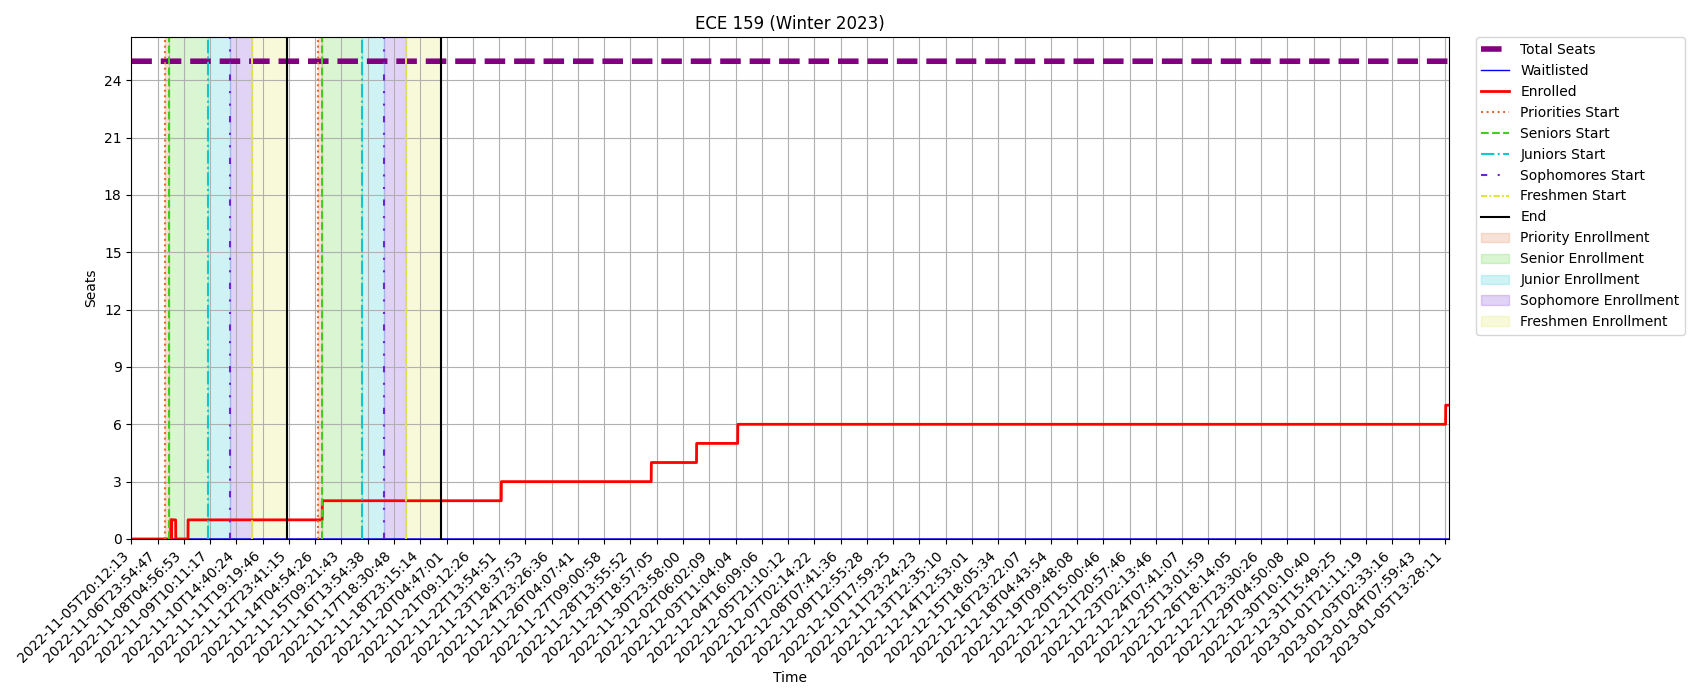 ECE 159 (Winter 2023)
Seats
24
21
18
15
12
9
6
3
0
2022-11-05T20:12:13
2022-11-06T23:54:47
2022-11-08T04:56:53
2022-11-09T10:11:17
2022-11-10T14:40:24
2022-11-11T19:19:46
2022-11-12T23:41:15
2022-11-14T04:54:26
2022-11-15T09:21:43
2022-11-16T13:54:38
2022-11-17T18:30:48
2022-11-18T23:15:14
2022-11-20T04:47:01
2022-11-21T09:12:26
2022-11-22T13:54:51
2022-11-23T18:37:53
2022-11-24T23:26:36
2022-11-26T04:07:41
2022-11-27T09:00:58
2022-11-28T13:55:52
2022-11-29T18:57:05
2022-11-30T23:58:00
2022-12-02T06:02:09
2022-12-03T11:04:04
2022-12-04T16:09:06
2022-12-05T21:10:12
2022-12-07T02:14:22
2022-12-08T07:41:36
2022-12-09T12:55:28
2022-12-10T17:59:25
2022-12-11T23:24:23
2022-12-13T12:35:10
2022-12-14T12:53:01
2022-12-15T18:05:34
2022-12-16T23:22:07
2022-12-18T04:43:54
2022-12-19T09:48:08
2022-12-20T15:00:46
2022-12-21T20:57:46
2022-12-23T02:13:46
2022-12-24T07:41:07
2022-12-25T13:01:59
2022-12-26T18:14:05
2022-12-27T23:30:26
2022-12-29T04:50:08
2022-12-30T10:10:40
2022-12-31T15:49:25
2023-01-01T21:11:19
2023-01-03T02:33:16
2023-01-04T07:59:43
2023-01-05T13:28:11
Time
Total Seats
Waitlisted
Enrolled
Priorities Start
Seniors Start
Juniors Start
Sophomores Start
Freshmen Start
End
Priority Enrollment
Senior Enrollment
Junior Enrollment
Sophomore Enrollment
Freshmen Enrollment